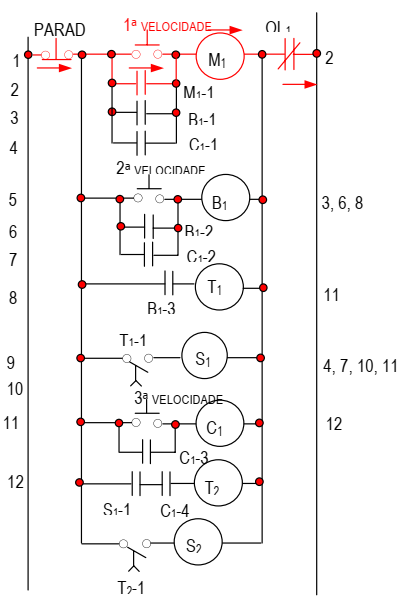 1ª VELOCIDADE
PARAD
OL1
1
M1
2
2
M1-1
3
B1-1
4
C1-1
2ª VELOCIDADE
5
B1
3, 6, 8
6
B1-2
7
C1-2
8
T1
11
B1-3
T1-1
9
S1
4, 7, 10, 11
10
3ª VELOCIDADE
11
C1
12
C1-3
12
T2
S1-1
C1-4
S2
T2-1